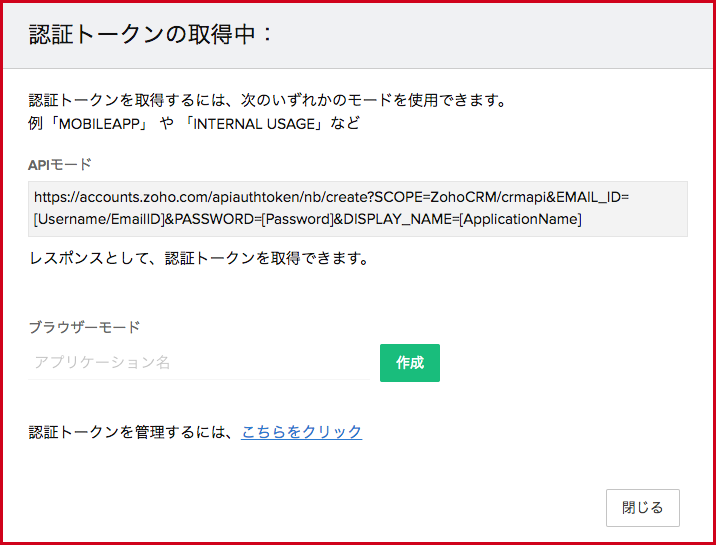 認証トークンの取得中：
認証トークンを取得するには、次のいずれかのモードを使用できます。
例「MOBILEAPP」 や 「INTERNAL USAGE」など
APIモード
https://accounts.zoho.com/apiauthtoken/nb/create?SCOPE=ZohoCRM/crmapi&EMAIL_ID=
[Username/EmailID]&PASSWORD=[Password]&DISPLAY_NAME=[ApplicationName]
レスポンスとして、認証トークンを取得できます。
ブラウザーモード
アプリケーション名
作成
認証トークンを管理するには、こちらをクリック
閉じる